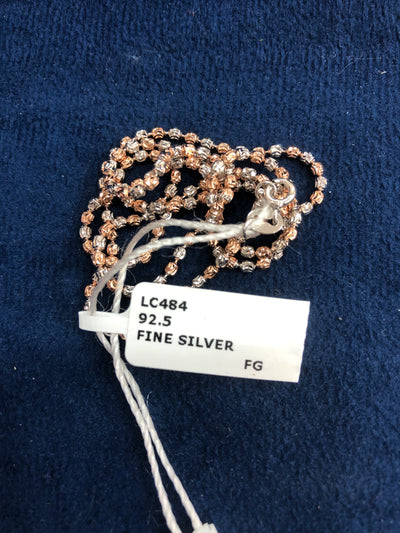 LC484
92.5
FINE SILVER
FG